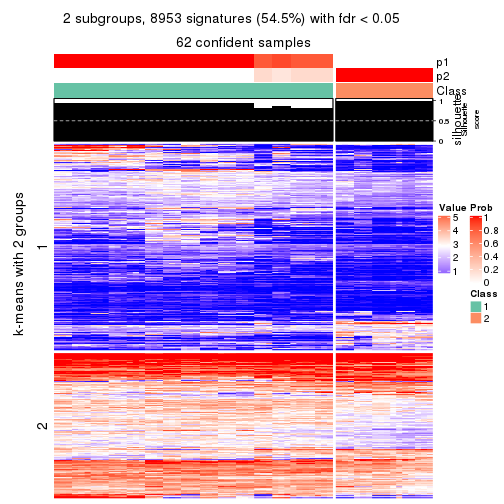 2 subgroups, 8953 signatures (54.5%) with fdr < 0.05
62 confident samples
p1
p2
Class
silhouette
1
0.5
0
Silhouette
score
k-means with 2 groups
1
2
Value
5
4
3
2
1
Prob
1
0.8
0.6
0.4
0.2
0
Class
1
2